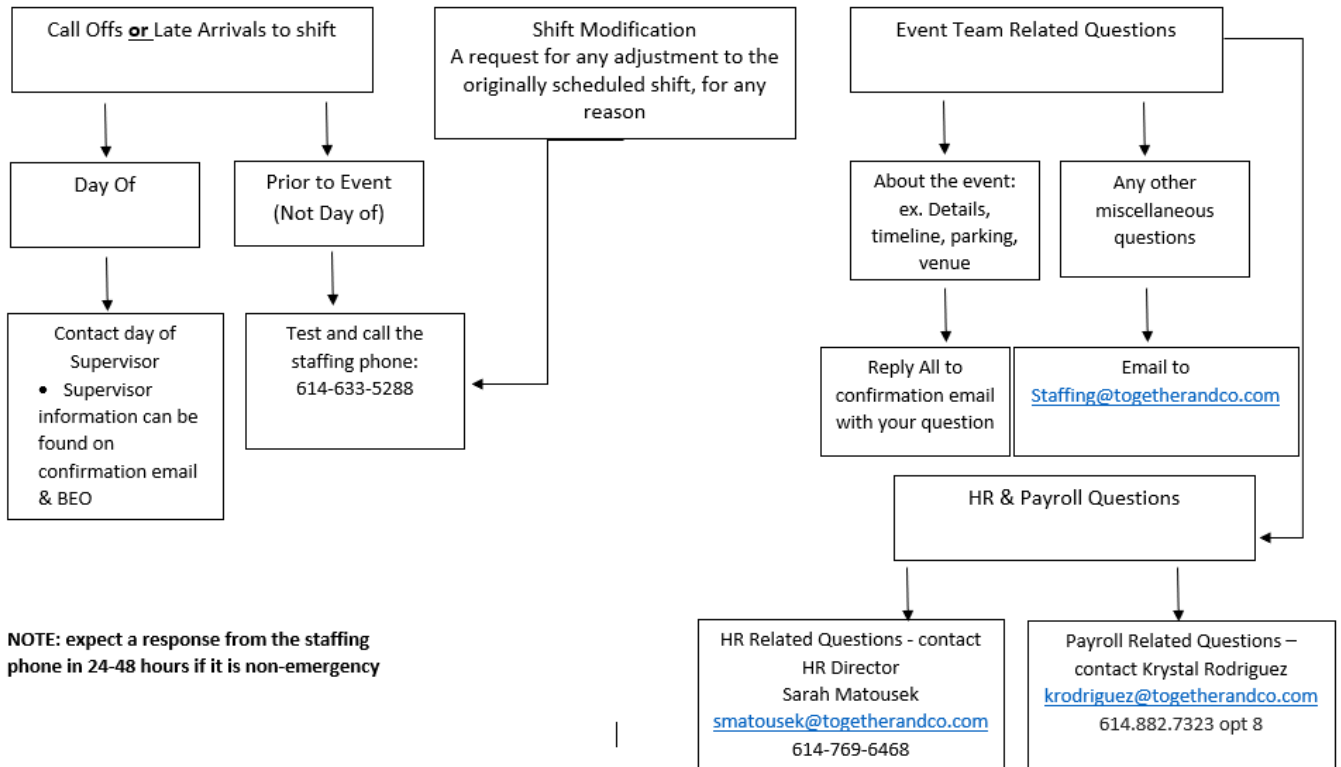 Call Offs or Late Arrivals to shift
Day Of
Prior to Event
(Not Day of)
Contact day of
Supervisor
• Supervisor
information can be
found on
confirmation email
& BEO
Test and call the
staffing phone:
614-633-5288
Shift Modification
A request for any adjustment to the
originally scheduled shift, for any
reason
Event Team Related Questions
About the event:
ex. Details,
timeline, parking,
venue
Any other
miscellaneous
questions
Reply All to
confirmation email
with your question
Email to
Staffing@togetherandco.com
HR & Payroll Questions
HR Related Questions - contact
HR Director
Sarah Matousek
smatousek@togetherandco.com
614-769-6468
Payroll Related Questions –
contact Krystal Rodriguez
krodriguez@togetherandco.com
614.882.7323 opt 8
NOTE: expect a response from the staffing
phone in 24-48 hours if it is non-emergency